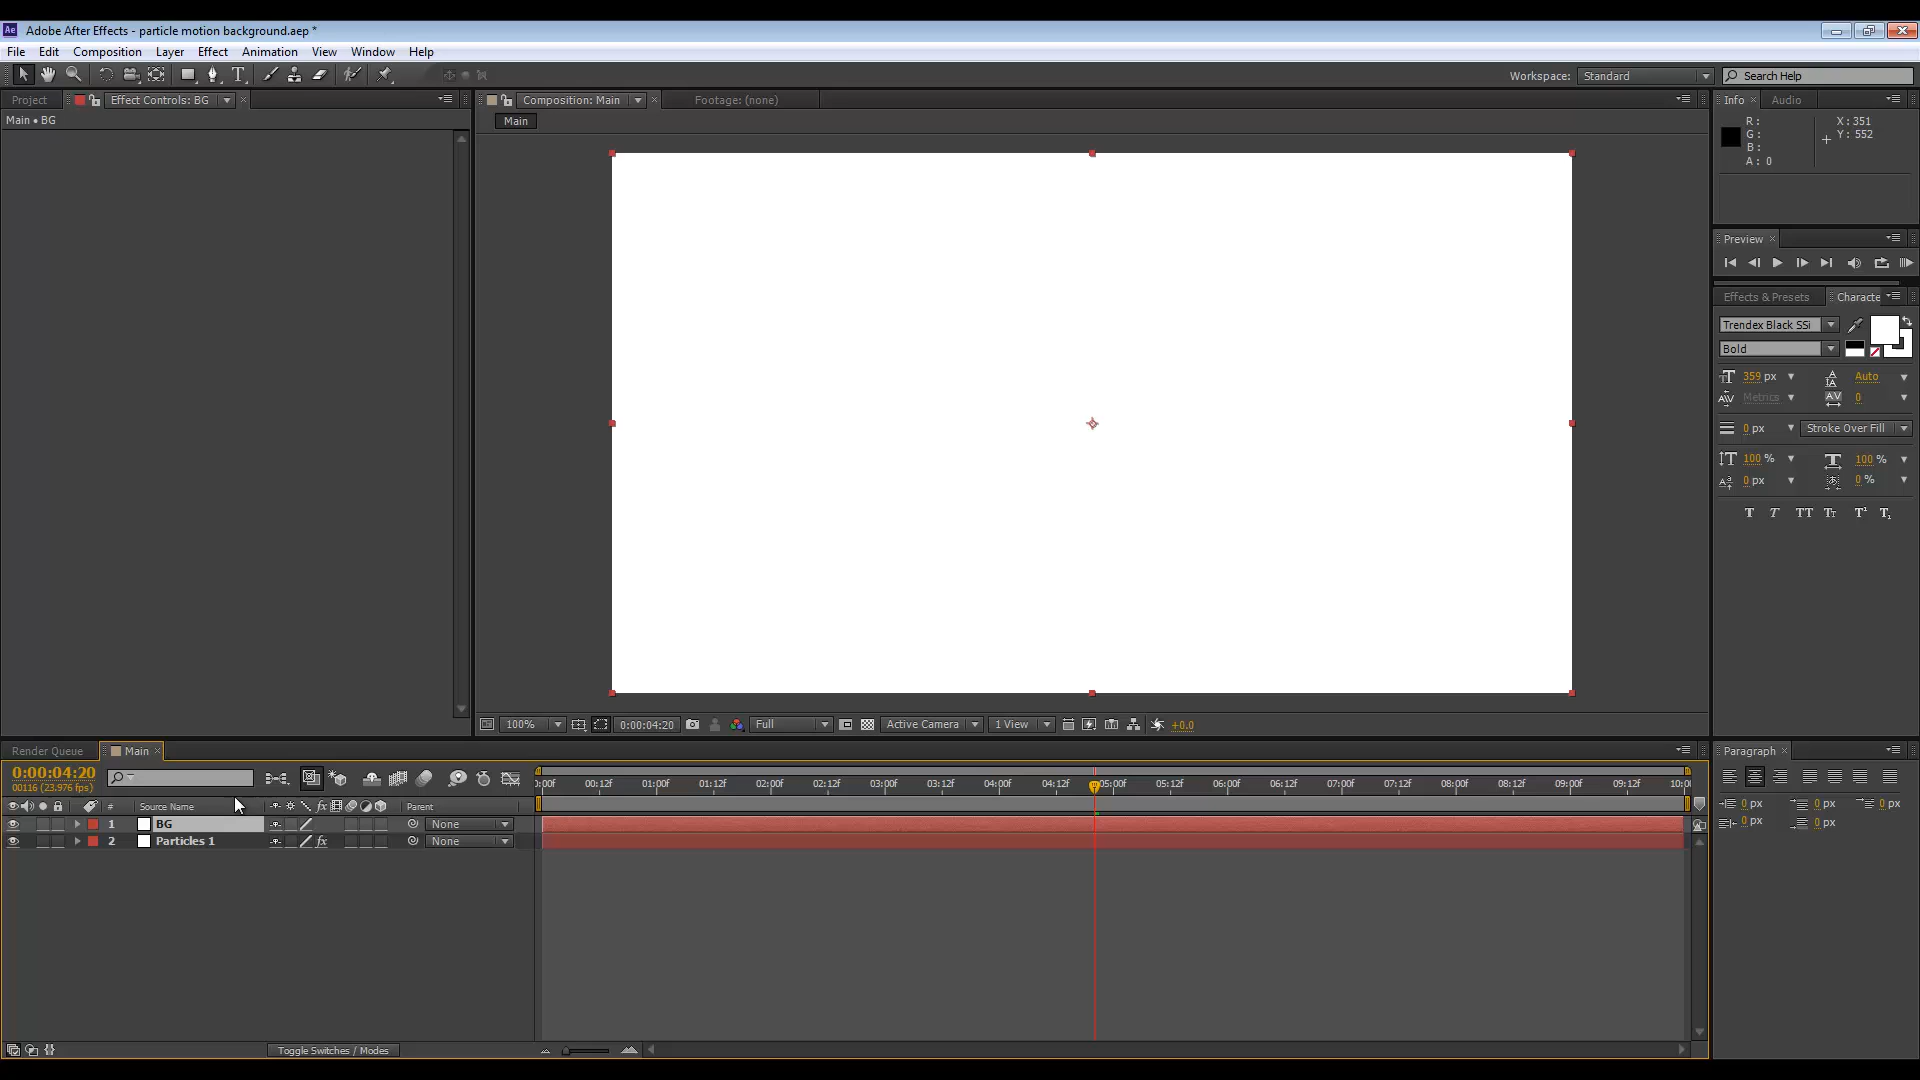 Ae Adobe After Effects - particle motion background.aep *
File Edit Composition Layer Effect Animation View Window Help
Workspace: Standard Search Help
Project Effect Controls: BG Composition: Main Footage: (none) Info Audio
Main • BG
Main
R: X: 351
G: Y: 552
B:
A: 0
Preview
Effects & Presets Characte
Trendex Black SSi
Bold
359 px Auto
Metrics 0
0 px Stroke Over Fill
100 % 100 %
0 px 0 %
T T TT Tт T¹ T₁
100% 0:00:04:20 Full Active Camera 1 View +0.0
Render Queue Main Paragraph
0:00:04:20
00116 (23.976 fps)
):00f 00:12f 01:00f 01:12f 02:00f 02:12f 03:00f 03:12f 04:00f 04:12f 05:00f 05:12f 06:00f 06:12f 07:00f 07:12f 08:00f 08:12f 09:00f 09:12f 10:0
0 px 0 px 0 px
0 px 0 px
# Source Name fx Parent
1 BG None
2 Particles 1 fx None
Toggle Switches / Modes